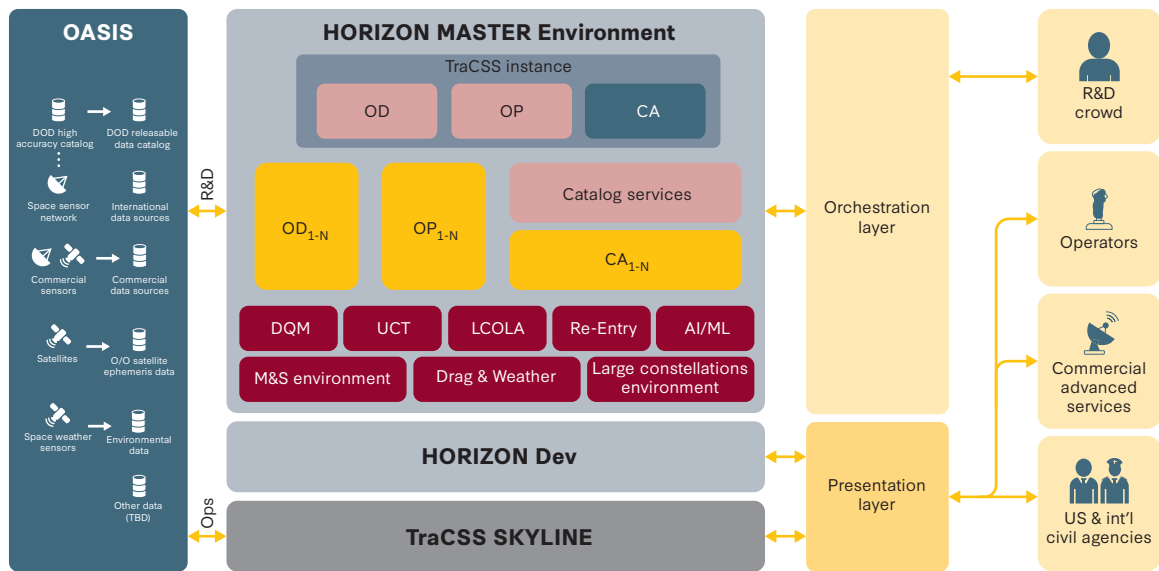 OASIS
DOD high
accuracy catalog
DOD releasable
data catalog
Space sensor
network
International
data sources
Commercial
sensors
Commercial
data sources
Satellites
O/O satellite
ephemeris data
Space weather
sensors
Environmental
data
Other data
(TBD)
R&D
Ops
HORIZON MASTER Environment
TraCSS instance
OD
OP
CA
OD1-N
OP1-N
Catalog services
CA1-N
DQM
UCT
LCOLA
Re-Entry
AI/ML
M&S environment
Drag & Weather
Large constellations
environment
HORIZON Dev
TraCSS SKYLINE
Orchestration
layer
Presentation
layer
R&D
crowd
Operators
Commercial
advanced
services
US & int'l
civil agencies